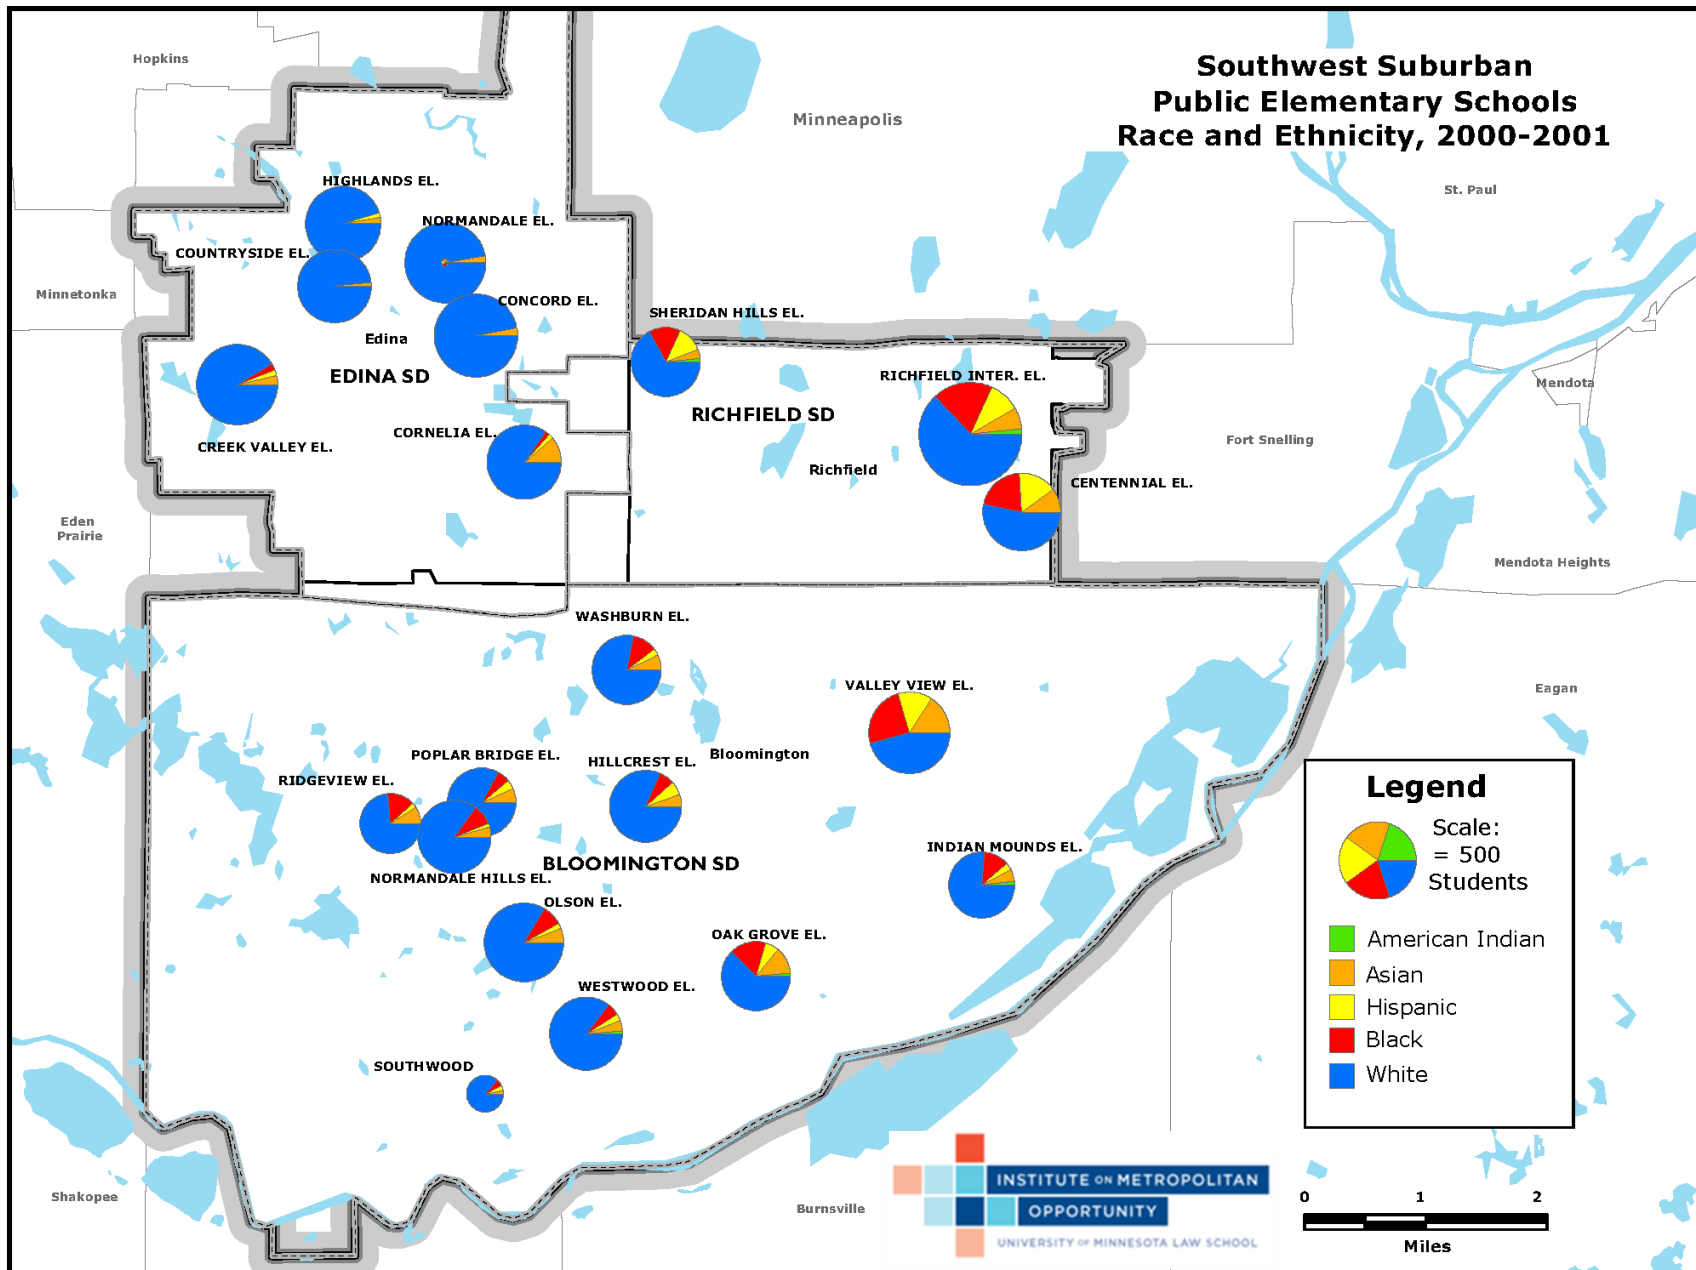 Southwest Suburban
Public Elementary Schools
Race and Ethnicity, 2000-2001
Hopkins
Minneapolis
St. Paul
HIGHLANDS EL.
NORMANDALE EL.
COUNTRYSIDE EL.
Minnetonka
CONCORD EL.
SHERIDAN HILLS EL.
Edina
EDINA SD
RICHFIELD INTER. EL.
Mendota
RICHFIELD SD
CORNELIA EL.
CREEK VALLEY EL.
Fort Snelling
Richfield
CENTENNIAL EL.
Eden
Prairie
Mendota Heights
WASHBURN EL.
VALLEY VIEW EL.
Eagan
POPLAR BRIDGE EL.
Bloomington
HILLCREST EL.
RIDGEVIEW EL.
INDIAN MOUNDS EL.
BLOOMINGTON SD
NORMANDALE HILLS EL.
OLSON EL.
OAK GROVE EL.
WESTWOOD EL.
SOUTHWOOD
Legend
Scale:
= 500
Students
American Indian
Asian
Hispanic
Black
White
Shakopee
Burnsville
INSTITUTE ON METROPOLITAN
OPPORTUNITY
UNIVERSITY OF MINNESOTA LAW SCHOOL
0 1 2
Miles